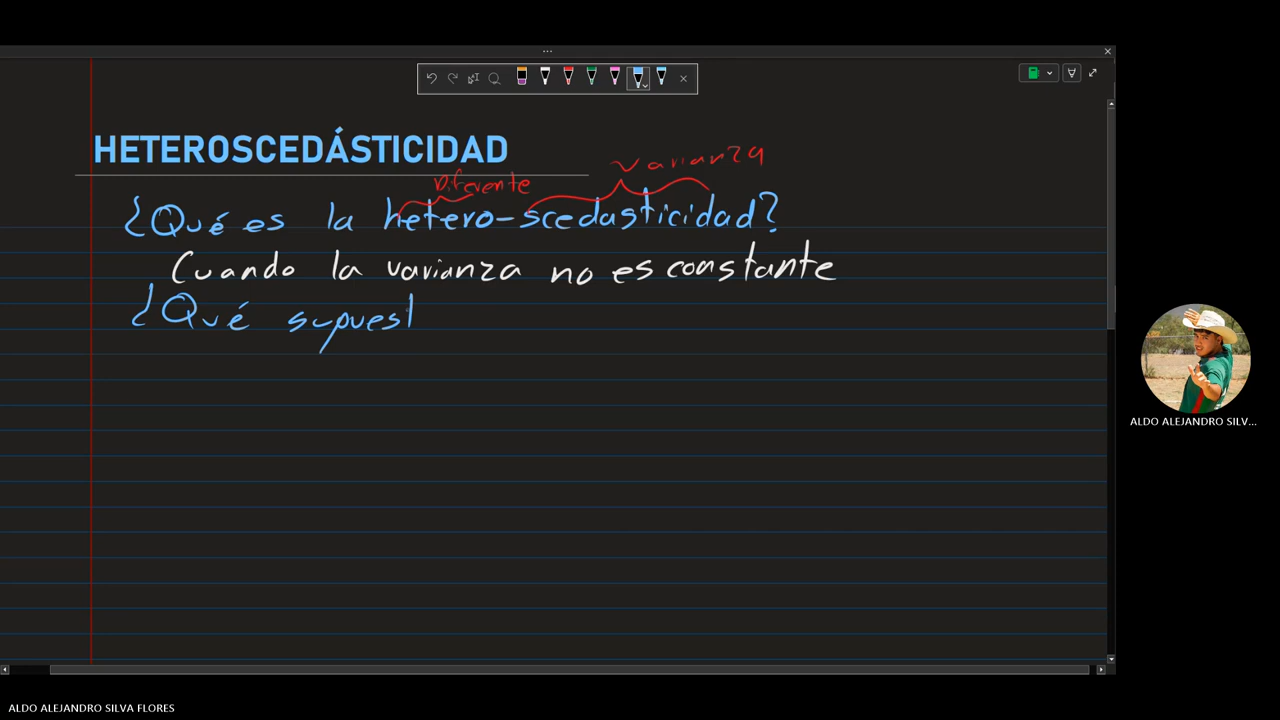 HETEROSCEDÁSTICIDAD
Diferente
Varianza
¿Qué es la hetero-scedasticidad?
Cuando la varianza no es constante
¿Qué supuest
ALDO ALEJANDRO SILV...
ALDO ALEJANDRO SILVA FLORES